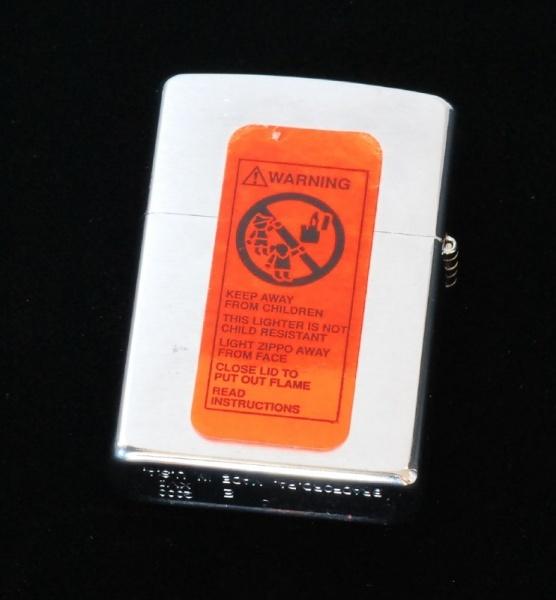 WARNING
KEEP AWAY
FROM CHILDREN
THIS LIGHTER IS NOT
CHILD RESISTANT
LIGHT ZIPPO AWAY
FROM FACE
CLOSE LID TO
PUT OUT FLAME
READ
INSTRUCTIONS